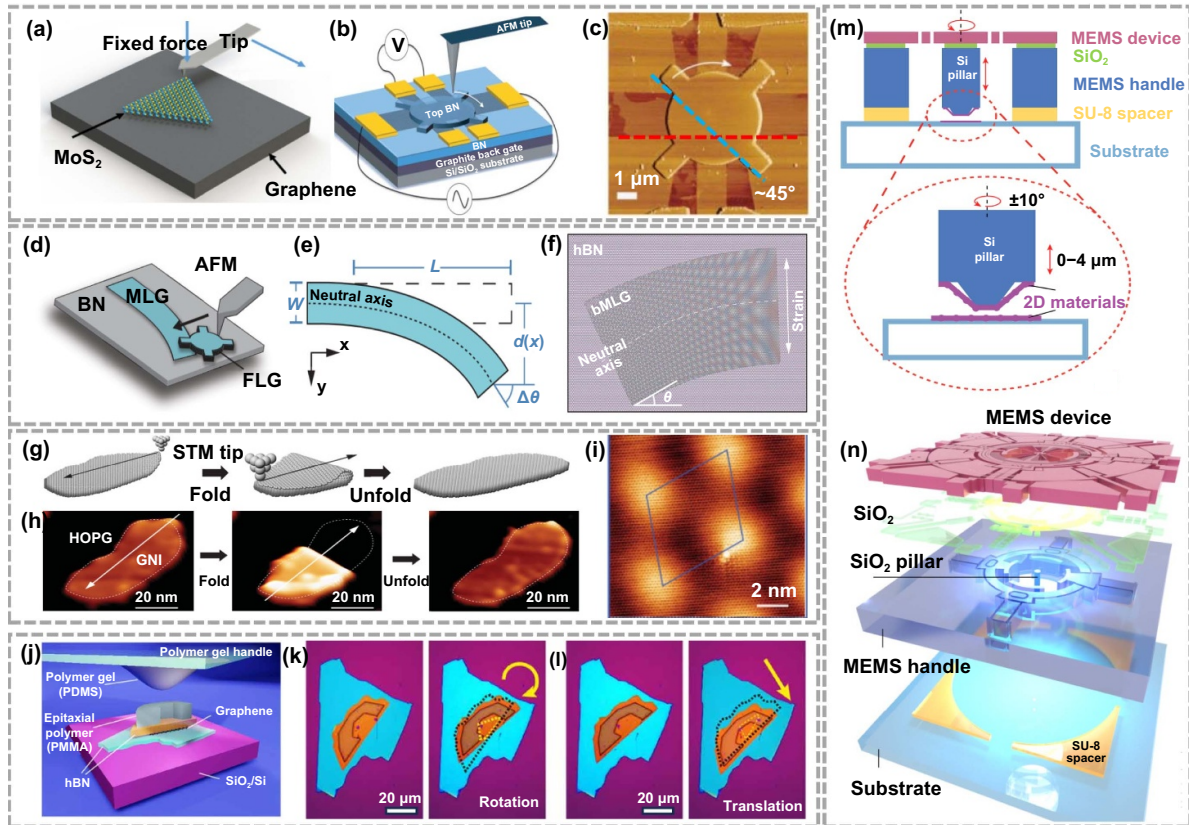 (a)
Fixed force
Tip
MoS2
Graphene
(b)
V
AFM tip
Top BN
BN
Graphile back gate
Si/SiO2 substrate
(c)
1 μm
~45°
(d)
BN
MLG
AFM
FLG
(e)
L
W
Neutral axis
d(x)
x
y
Δθ
(f)
hBN
bMLG
Neutral
axis
Strain
θ
(g)
STM tip
Fold
Unfold
(h)
HOPG
GNI
20 nm
Fold
20 nm
Unfold
20 nm
(i)
2 nm
(j)
Polymer gel handle
Polymer gel
(PDMS)
Epitaxial
polymer
(PMMA)
Graphene
hBN
SiO2/Si
(k)
20 μm
Rotation
(l)
20 μm
Translation
(m)
MEMS device
SiO2
Si
pillar
MEMS handle
SU-8 spacer
Substrate
±10°
Si
pillar
0−4 μm
2D materials
MEMS device
(n)
SiO2
SiO2 pillar
MEMS handle
SU-8
spacer
Substrate